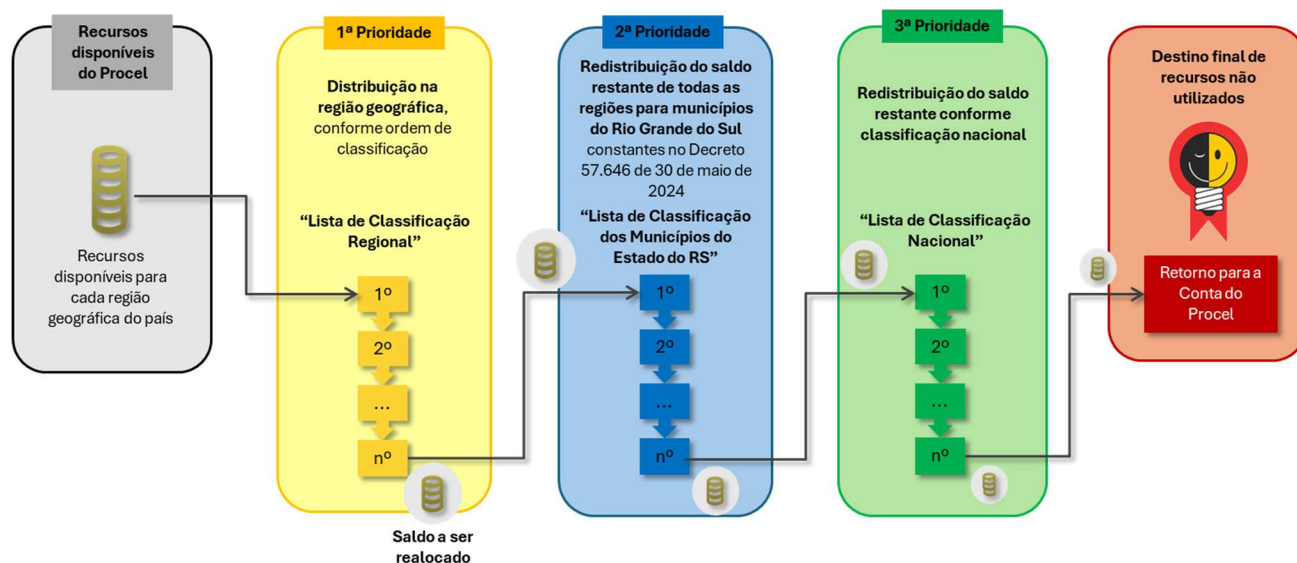 Recursos
disponíveis
do Procel
Recursos
disponíveis para
cada região
geográfica do país
1ª Prioridade
Distribuição na
região geográfica,
conforme ordem de
classificação
“Lista de Classificação
Regional”
1º
2º
...
nº
Saldo a ser
realocado
2ª Prioridade
Redistribuição do saldo
restante de todas as
regiões para municípios
do Rio Grande do Sul
constantes no Decreto
57.646 de 30 de maio de
2024
“Lista de Classificação
dos Municípios do
Estado do RS”
1º
2º
...
nº
3ª Prioridade
Redistribuição do saldo
restante conforme
classificação nacional
“Lista de Classificação
Nacional”
1º
2º
...
nº
Destino final de
recursos não
utilizados
Retorno para a
Conta do
Procel